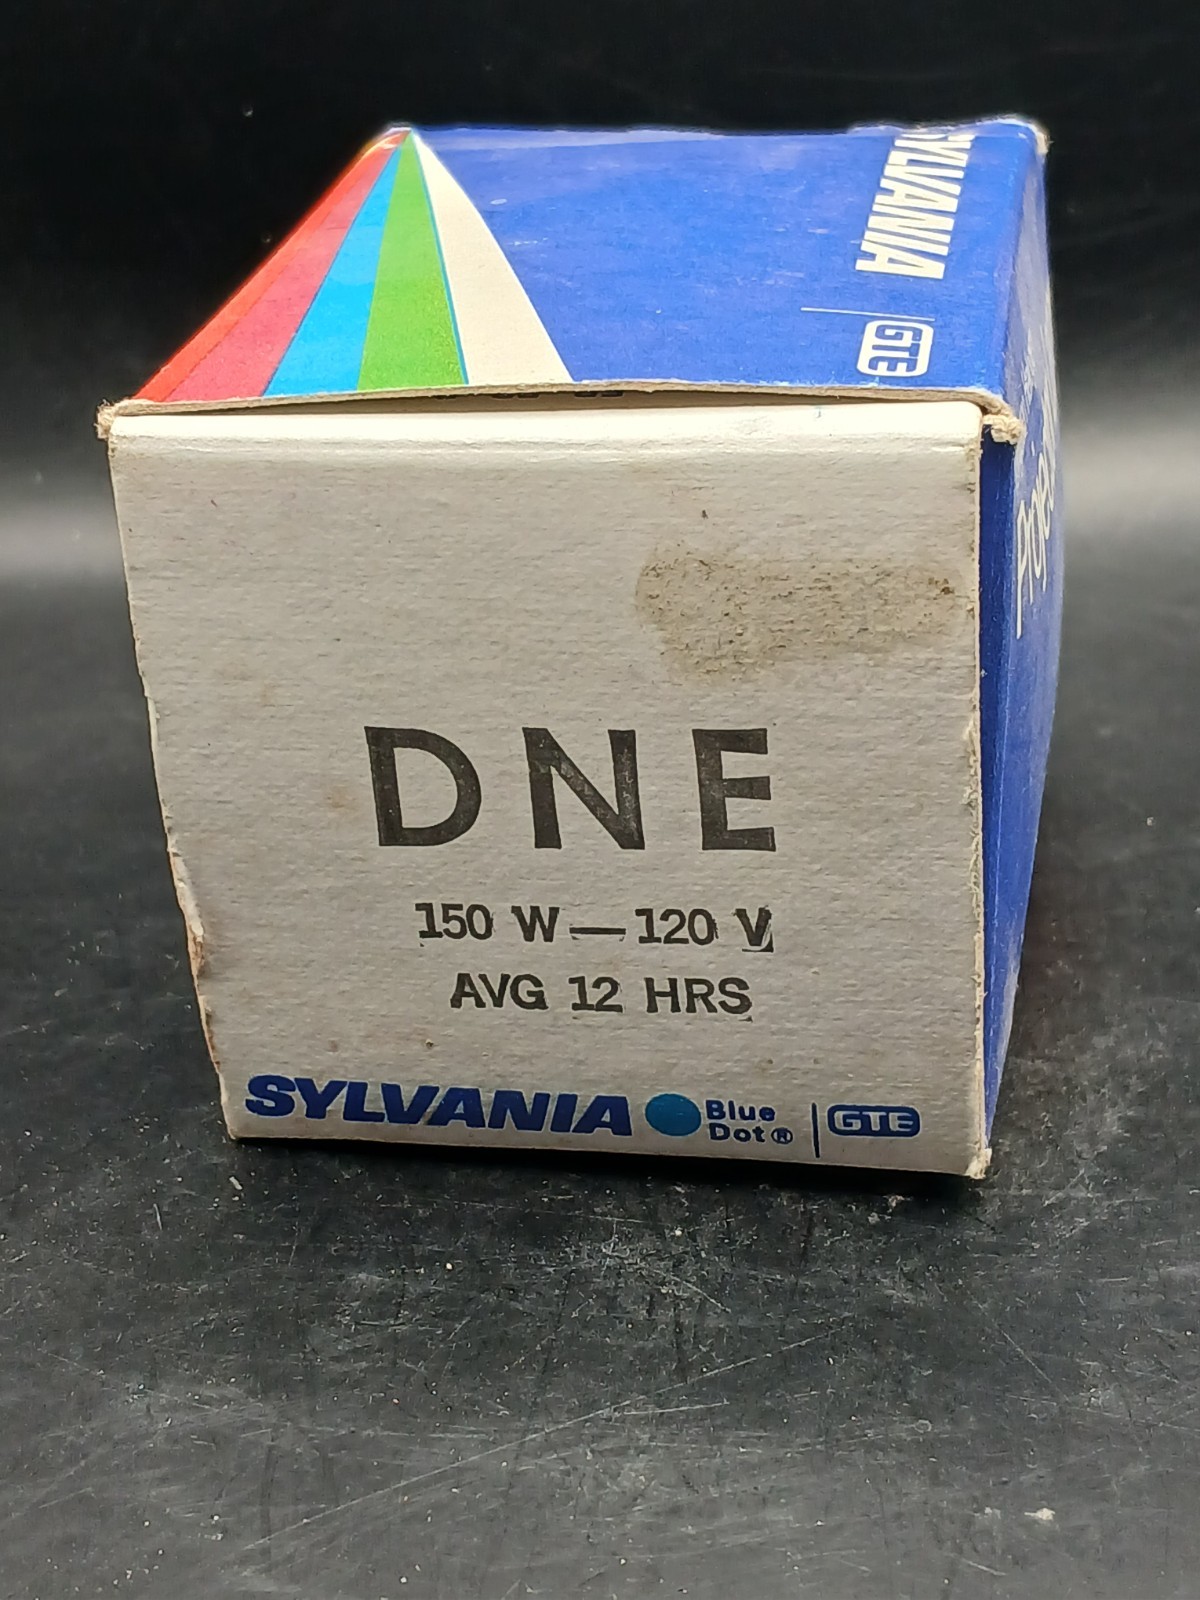 SYLVANIA
GTE
DNE
150 W — 120 V
AVG 12 HRS
SYLVANIA Blue Dot® | GTE